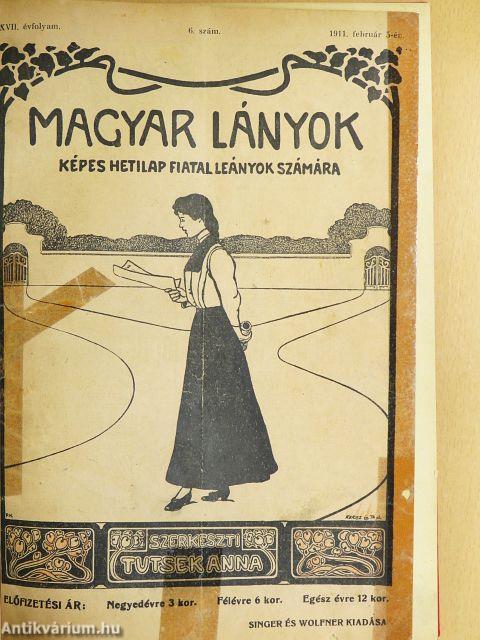 XVII. évfolyam. 6. szám. 1911. február 5-én.
MAGYAR LÁNYOK
KÉPES HETILAP FIATAL LEÁNYOK SZÁMÁRA
SZERKESZTI
TUTSEK ANNA
ELŐFIZETÉSI ÁR: Negyedévre 3 kor. Félévre 6 kor. Egész évre 12 kor.
SINGER ÉS WOLFNER KIADÁSA
Antikvárium.hu